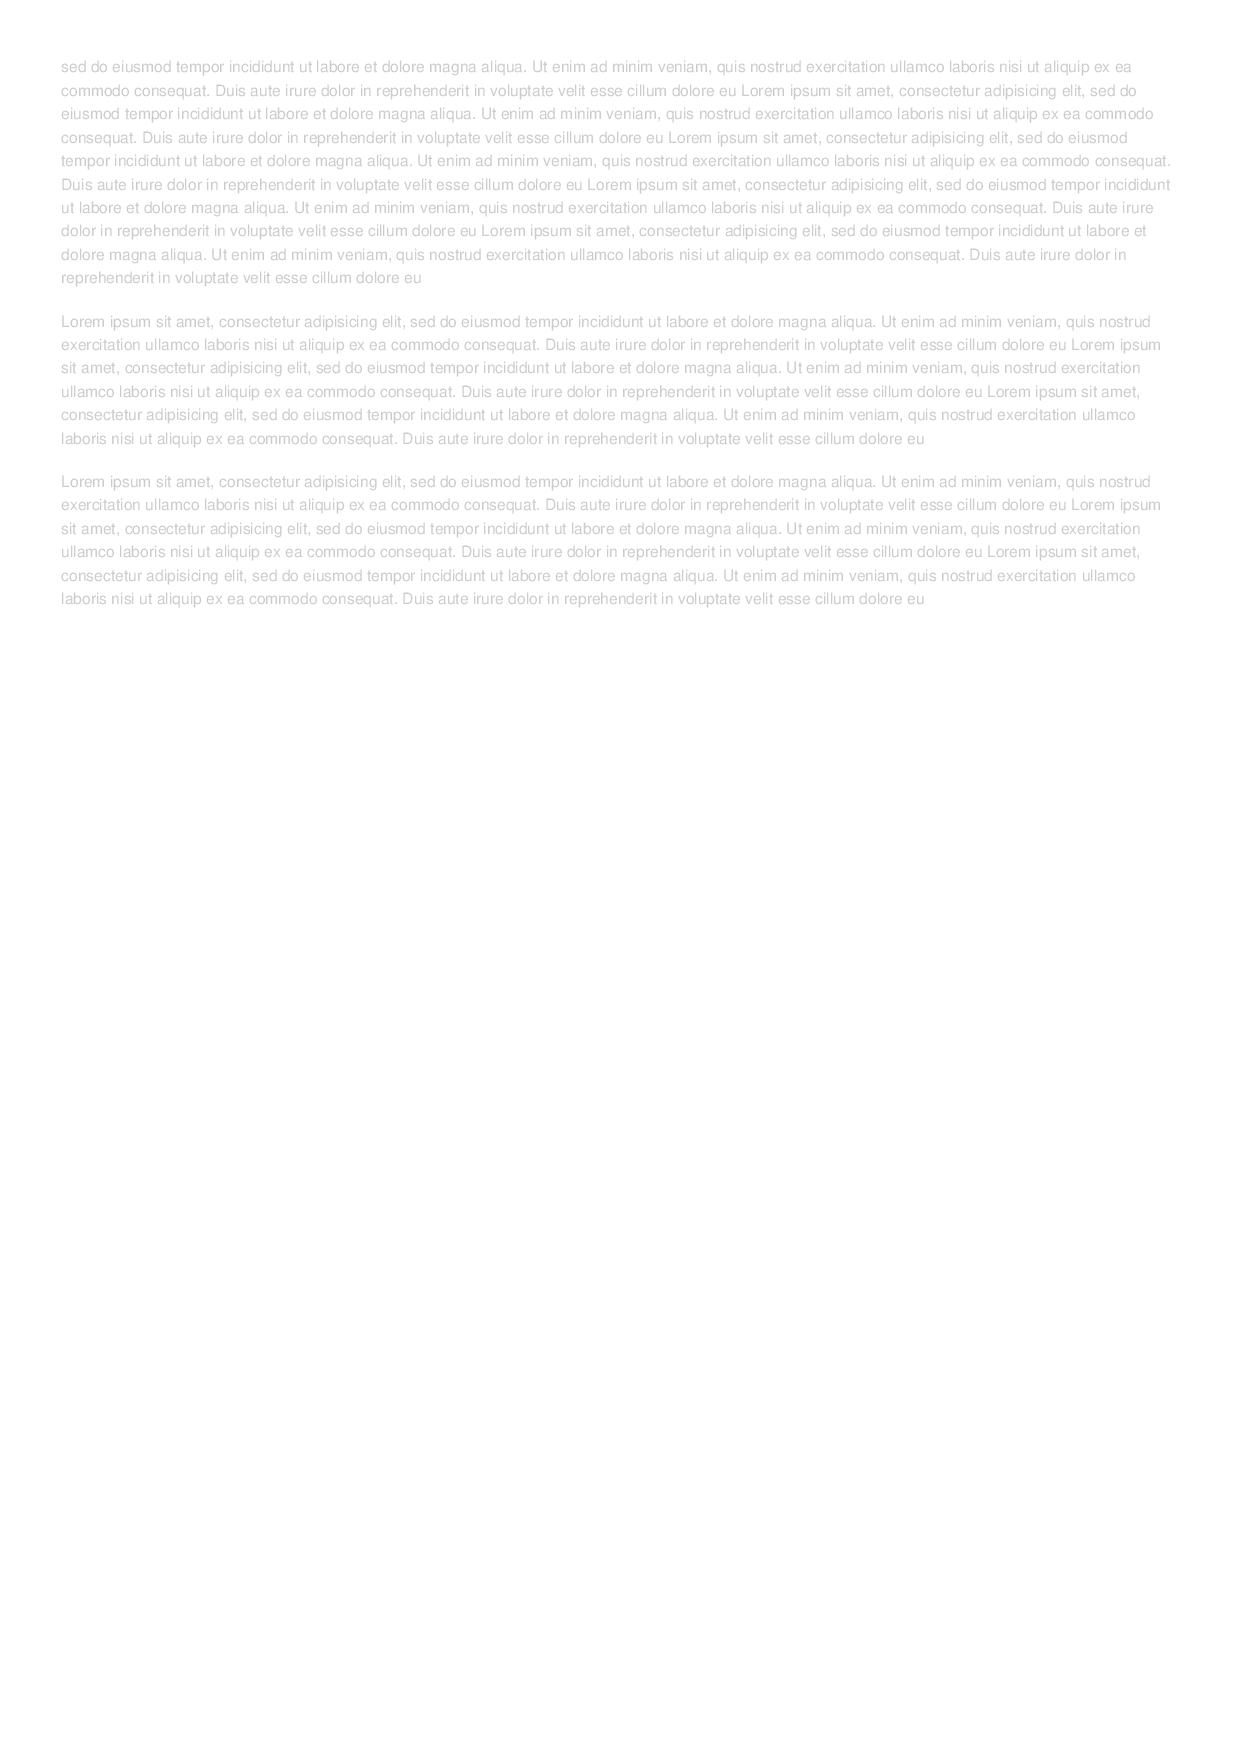 sed do eiusmod tempor incididunt ut labore et dolore magna aliqua. Ut enim ad minim veniam, quis nostrud exercitation ullamco laboris nisi ut aliquip ex ea
commodo consequat. Duis aute irure dolor in reprehenderit in voluptate velit esse cillum dolore eu Lorem ipsum sit amet, consectetur adipisicing elit, sed do
eiusmod tempor incididunt ut labore et dolore magna aliqua. Ut enim ad minim veniam, quis nostrud exercitation ullamco laboris nisi ut aliquip ex ea commodo
consequat. Duis aute irure dolor in reprehenderit in voluptate velit esse cillum dolore eu Lorem ipsum sit amet, consectetur adipisicing elit, sed do eiusmod
tempor incididunt ut labore et dolore magna aliqua. Ut enim ad minim veniam, quis nostrud exercitation ullamco laboris nisi ut aliquip ex ea commodo consequat.
Duis aute irure dolor in reprehenderit in voluptate velit esse cillum dolore eu Lorem ipsum sit amet, consectetur adipisicing elit, sed do eiusmod tempor incididunt
ut labore et dolore magna aliqua. Ut enim ad minim veniam, quis nostrud exercitation ullamco laboris nisi ut aliquip ex ea commodo consequat. Duis aute irure
dolor in reprehenderit in voluptate velit esse cillum dolore eu Lorem ipsum sit amet, consectetur adipisicing elit, sed do eiusmod tempor incididunt ut labore et
dolore magna aliqua. Ut enim ad minim veniam, quis nostrud exercitation ullamco laboris nisi ut aliquip ex ea commodo consequat. Duis aute irure dolor in
reprehenderit in voluptate velit esse cillum dolore eu
Lorem ipsum sit amet, consectetur adipisicing elit, sed do eiusmod tempor incididunt ut labore et dolore magna aliqua. Ut enim ad minim veniam, quis nostrud
exercitation ullamco laboris nisi ut aliquip ex ea commodo consequat. Duis aute irure dolor in reprehenderit in voluptate velit esse cillum dolore eu Lorem ipsum
sit amet, consectetur adipisicing elit, sed do eiusmod tempor incididunt ut labore et dolore magna aliqua. Ut enim ad minim veniam, quis nostrud exercitation
ullamco laboris nisi ut aliquip ex ea commodo consequat. Duis aute irure dolor in reprehenderit in voluptate velit esse cillum dolore eu Lorem ipsum sit amet,
consectetur adipisicing elit, sed do eiusmod tempor incididunt ut labore et dolore magna aliqua. Ut enim ad minim veniam, quis nostrud exercitation ullamco
laboris nisi ut aliquip ex ea commodo consequat. Duis aute irure dolor in reprehenderit in voluptate velit esse cillum dolore eu
Lorem ipsum sit amet, consectetur adipisicing elit, sed do eiusmod tempor incididunt ut labore et dolore magna aliqua. Ut enim ad minim veniam, quis nostrud
exercitation ullamco laboris nisi ut aliquip ex ea commodo consequat. Duis aute irure dolor in reprehenderit in voluptate velit esse cillum dolore eu Lorem ipsum
sit amet, consectetur adipisicing elit, sed do eiusmod tempor incididunt ut labore et dolore magna aliqua. Ut enim ad minim veniam, quis nostrud exercitation
ullamco laboris nisi ut aliquip ex ea commodo consequat. Duis aute irure dolor in reprehenderit in voluptate velit esse cillum dolore eu Lorem ipsum sit amet,
consectetur adipisicing elit, sed do eiusmod tempor incididunt ut labore et dolore magna aliqua. Ut enim ad minim veniam, quis nostrud exercitation ullamco
laboris nisi ut aliquip ex ea commodo consequat. Duis aute irure dolor in reprehenderit in voluptate velit esse cillum dolore eu